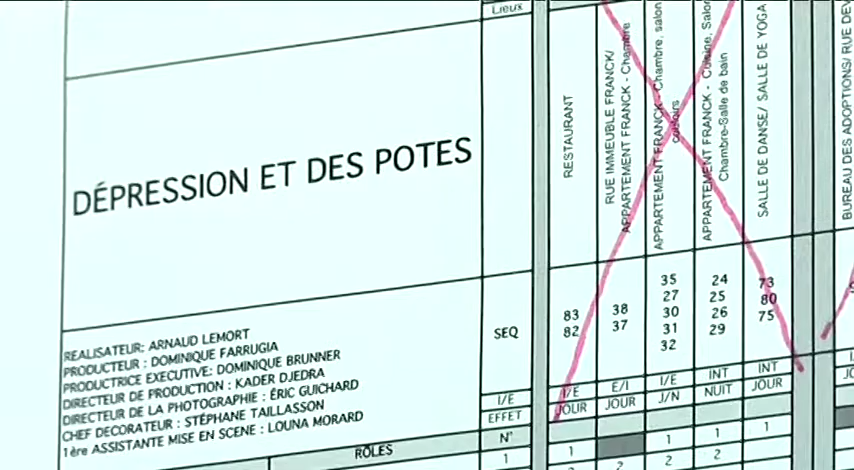 Lieux
DÉPRESSION ET DES POTES
RESTAURANT
RUE IMMEUBLE FRANCK/
APPARTEMENT FRANCK - Chambre
APPARTEMENT FRANCK - Chambre, salon
couloirs
APPARTEMENT FRANCK - Cuisine, Salon
Chambre-Salle de bain
SALLE DE DANSE/ SALLE DE YOGA
BUREAU DES ADOPTIONS/ RUE
SEQ
83
82
38
37
35
27
30
31
32
24
25
26
29
73
80
75
REALISATEUR: ARNAUD LEMORT
PRODUCTEUR : DOMINIQUE FARRUGIA
PRODUCTRICE EXECUTIVE: DOMINIQUE BRUNNER
DIRECTEUR DE PRODUCTION : KADER DJEDRA
DIRECTEUR DE LA PHOTOGRAPHIE : ÉRIC GUICHARD
CHEF DECORATEUR : STÉPHANE TAILLASSON
1ère ASSISTANTE MISE EN SCENE : LOUNA MORARD
I/E I/E E/I I/E INT INT
EFFET JOUR JOUR J/N NUIT JOUR
N°
RÔLES
1 1 1 1 1
2 2 2